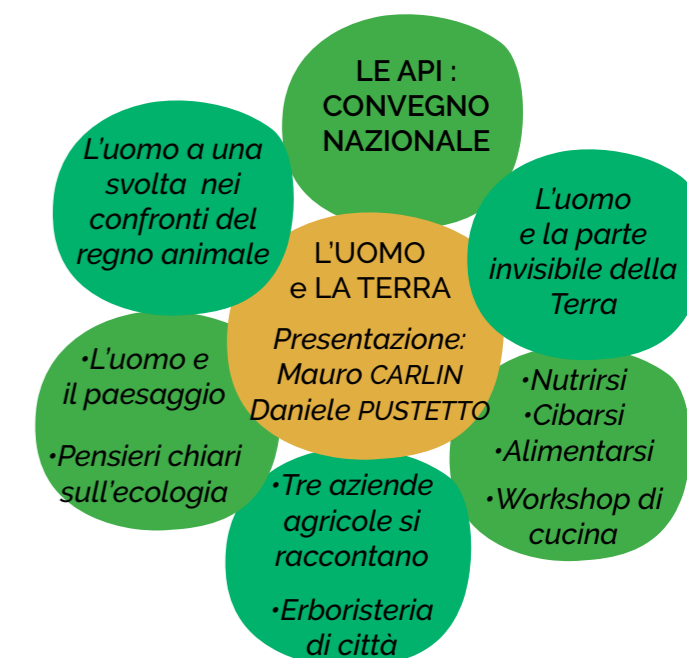 LE API :
CONVEGNO
NAZIONALE
L'uomo a una
svolta nei
confronti del
regno animale
L'uomo
e la parte
invisibile della
Terra
L'UOMO
e LA TERRA
Presentazione:
Mauro CARLIN
Daniele PUSTETTO
•L'uomo e
il paesaggio
•Pensieri chiari
sull'ecologia
•Nutrirsi
•Cibarsi
•Alimentarsi
•Workshop di
cucina
•Tre aziende
agricole si
raccontano
•Erboristeria
di città